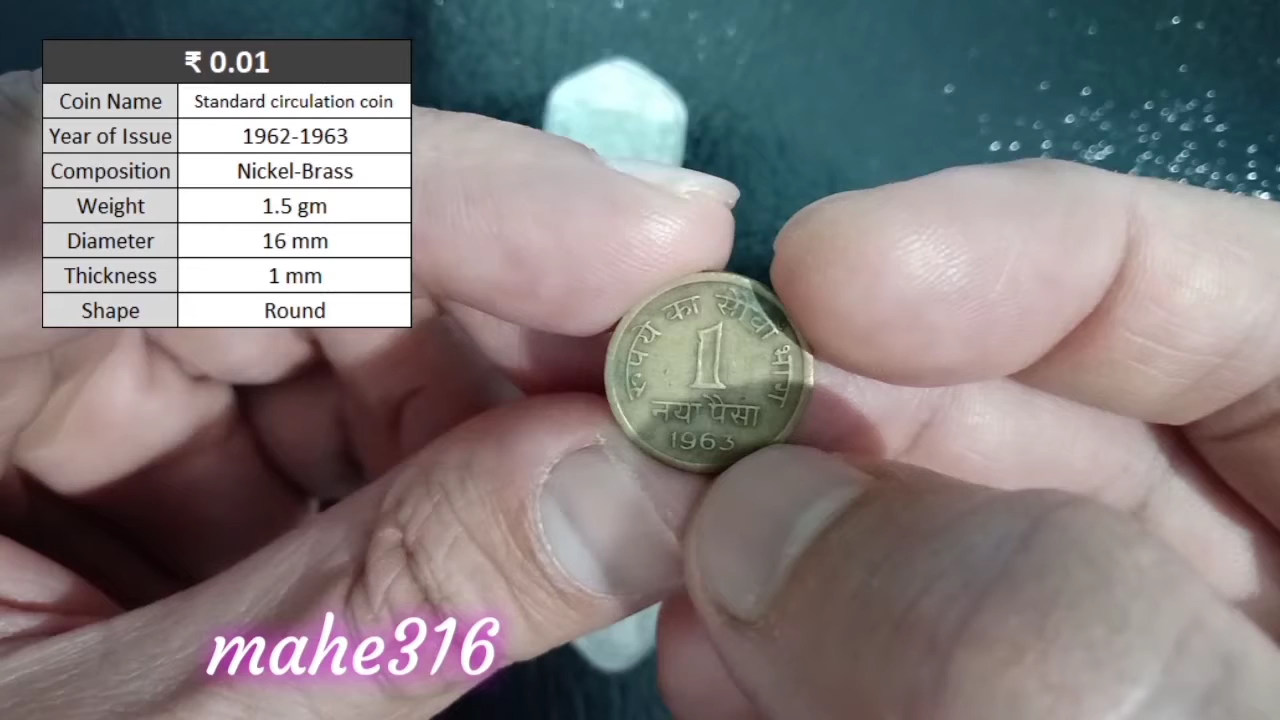 ₹ 0.01
Coin Name Standard circulation coin
Year of Issue 1962-1963
Composition Nickel-Brass
Weight 1.5 gm
Diameter 16 mm
Thickness 1 mm
Shape Round
रूपये का सौवाँ भाग
1
नया पैसा
1963
mahe316